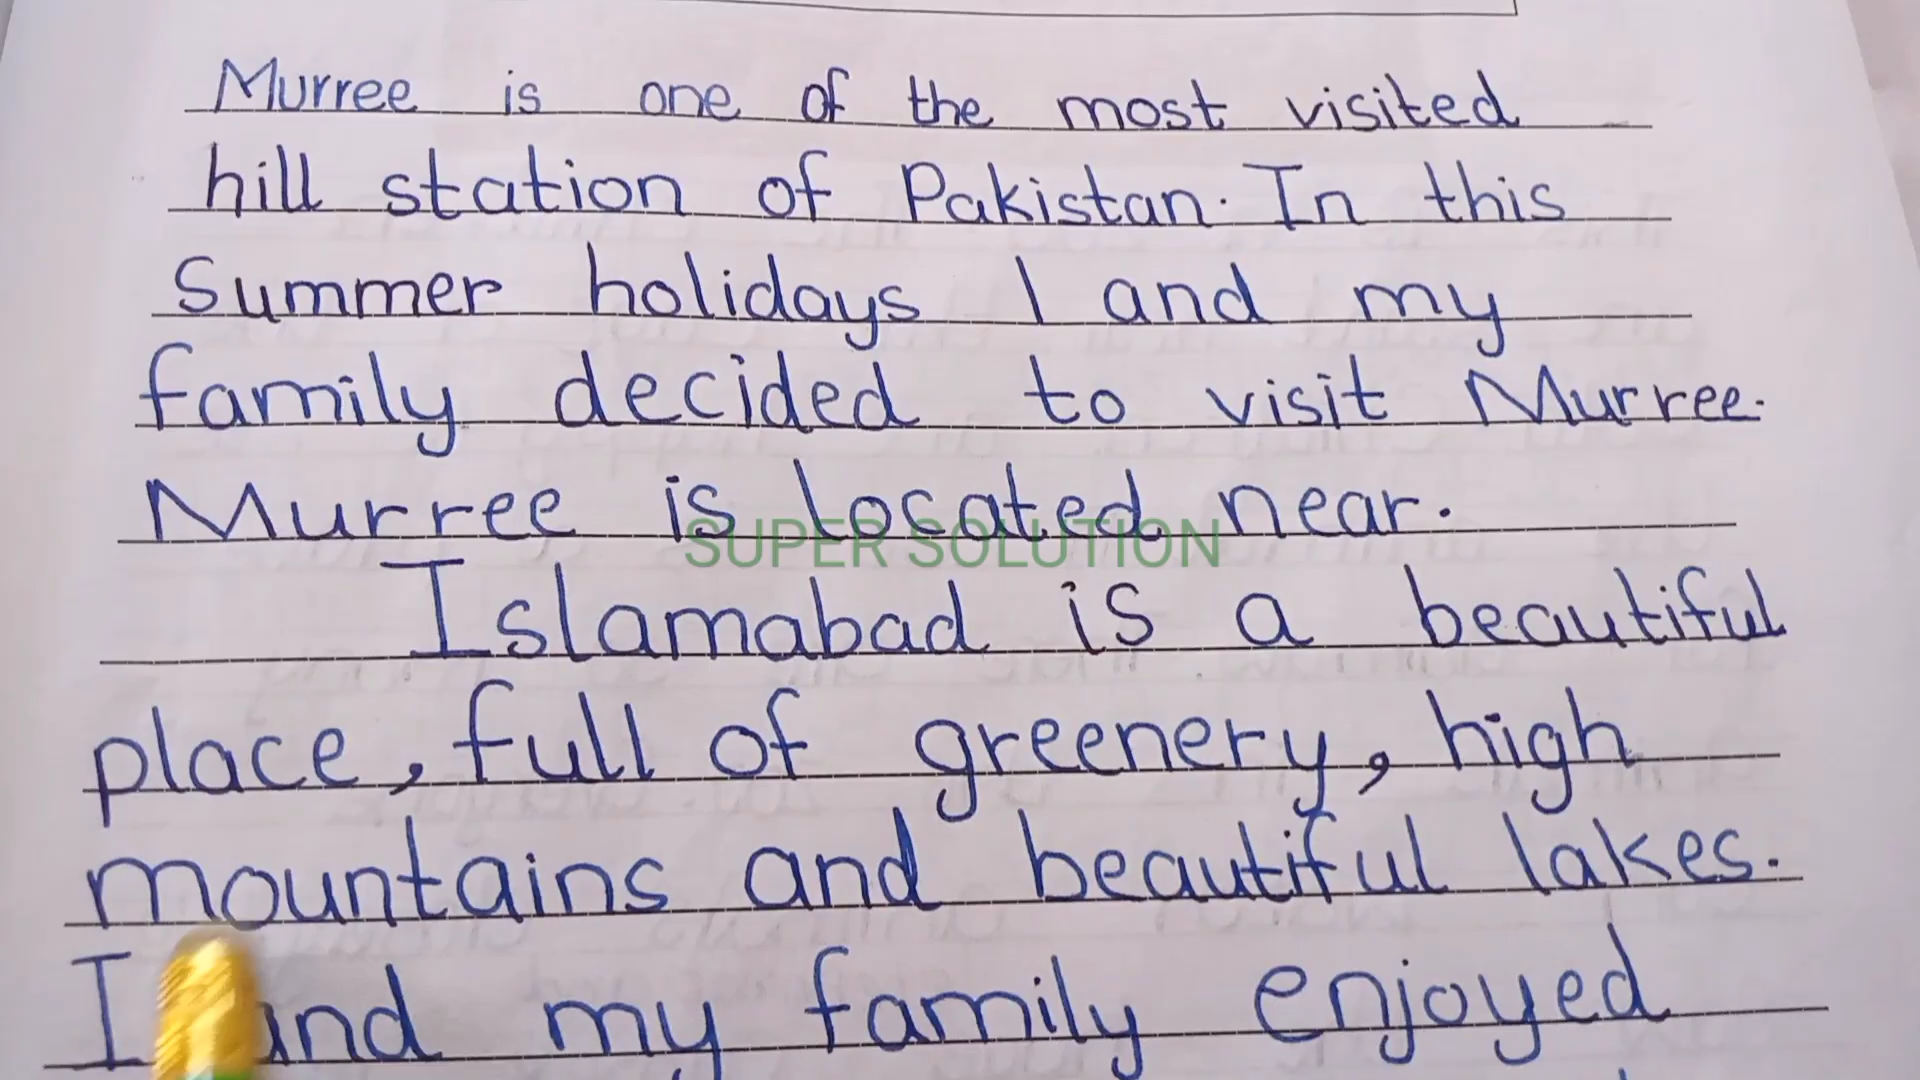 Murree is one of the most visited
hill station of Pakistan. In this
Summer holidays I and my
family decided to visit Murree.
Murree is located near.
SUPER SOLUTION
Islamabad is a beautiful
place, full of greenery, high
mountains and beautiful lakes.
I and my family enjoyed